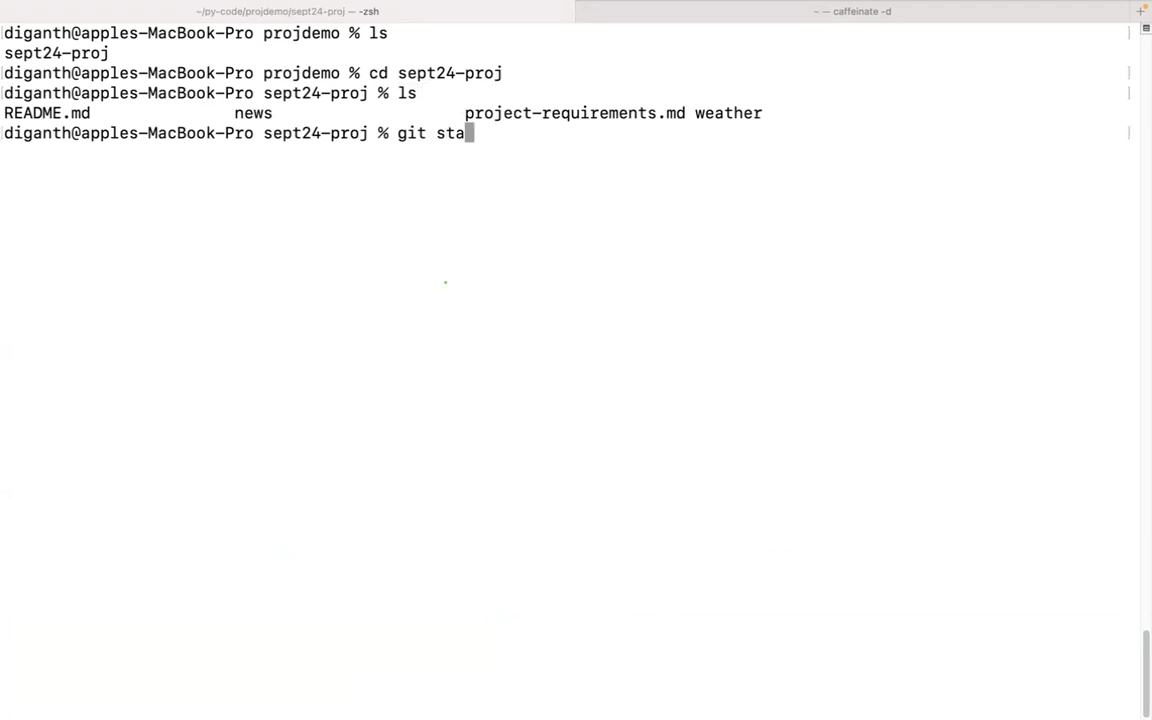 ~/py-code/projdemo/sept24-proj — -zsh
~ — caffeinate -d
diganth@apples-MacBook-Pro projdemo % ls
sept24-proj
diganth@apples-MacBook-Pro projdemo % cd sept24-proj
diganth@apples-MacBook-Pro sept24-proj % ls
README.md news project-requirements.md weather
diganth@apples-MacBook-Pro sept24-proj % git sta